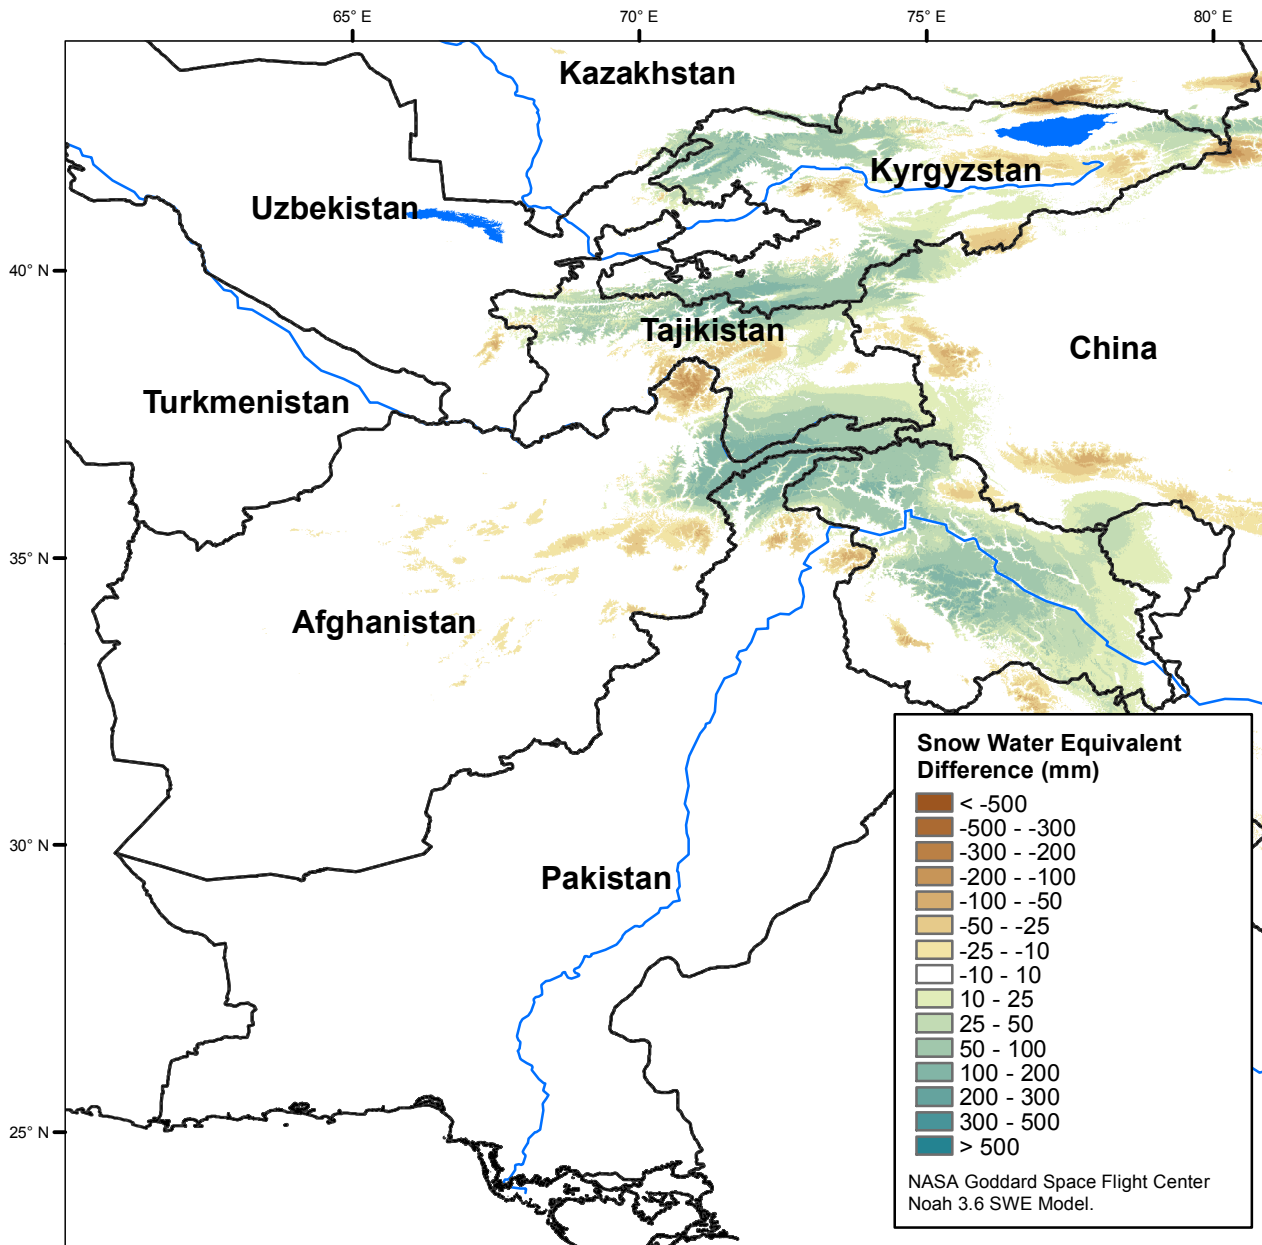 65° E
70° E
75° E
80° E
Kazakhstan
Kyrgyzstan
Uzbekistan
40° N
Tajikistan
China
Turkmenistan
35° N
Afghanistan
Snow Water Equivalent
Difference (mm)
< -500
-500 - -300
-300 - -200
-200 - -100
-100 - -50
-50 - -25
-25 - -10
-10 - 10
10 - 25
25 - 50
50 - 100
100 - 200
200 - 300
300 - 500
> 500
NASA Goddard Space Flight Center
Noah 3.6 SWE Model.
30° N
Pakistan
25° N